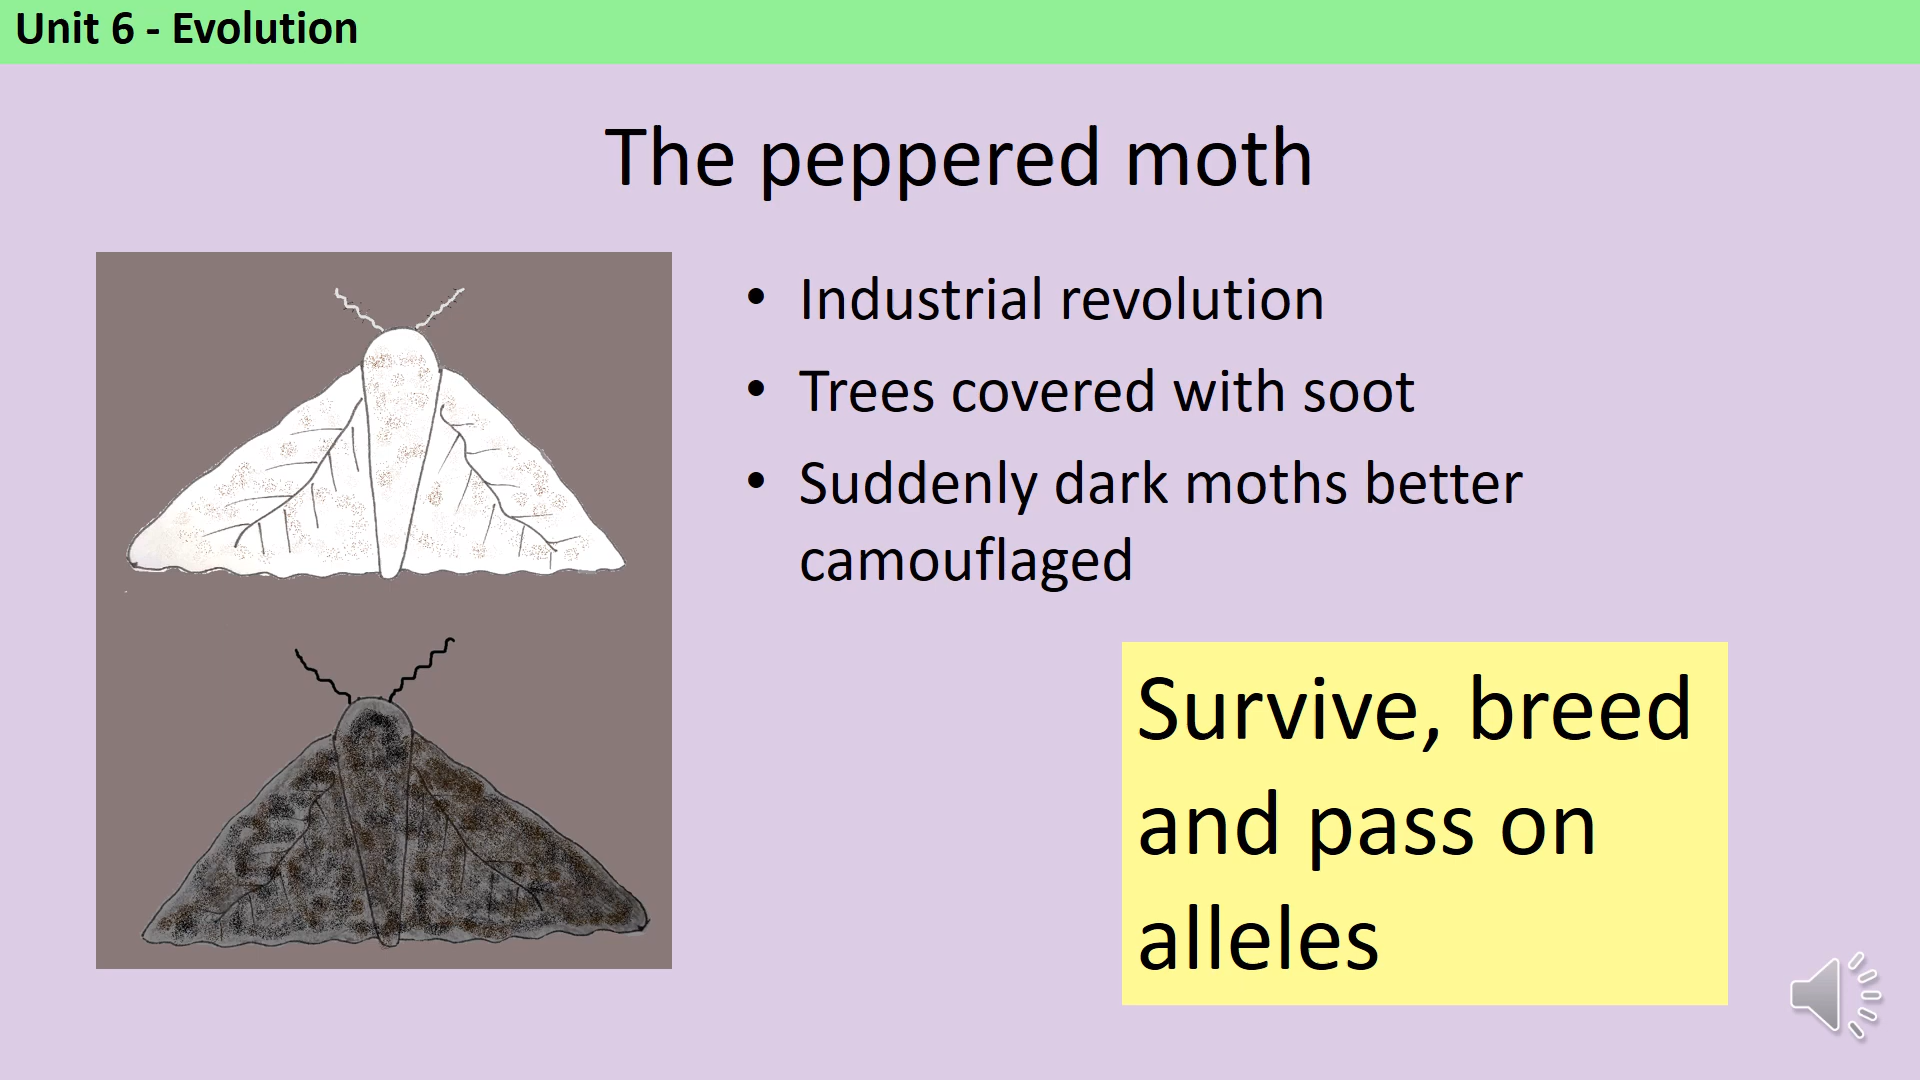 Unit 6 - Evolution
The peppered moth
• Industrial revolution
• Trees covered with soot
• Suddenly dark moths better
camouflaged
Survive, breed
and pass on
alleles